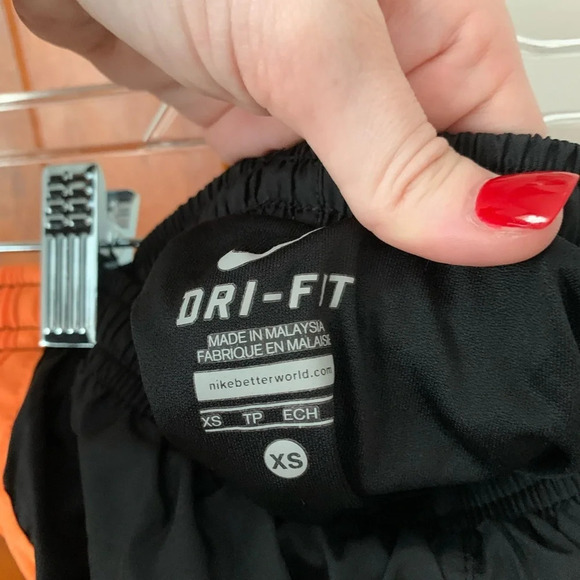 DRI-FIT
MADE IN MALAYSIA
FABRIQUE EN MALAISIE
nikebetterworld.com
XS TP ECH
XS